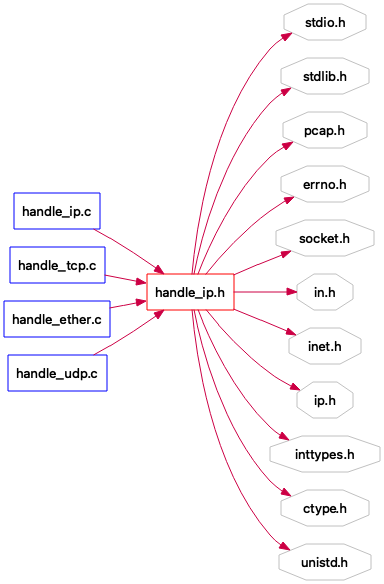 handle_ip.c
handle_tcp.c
handle_ether.c
handle_udp.c
handle_ip.h
stdio.h
stdlib.h
pcap.h
errno.h
socket.h
in.h
inet.h
ip.h
inttypes.h
ctype.h
unistd.h